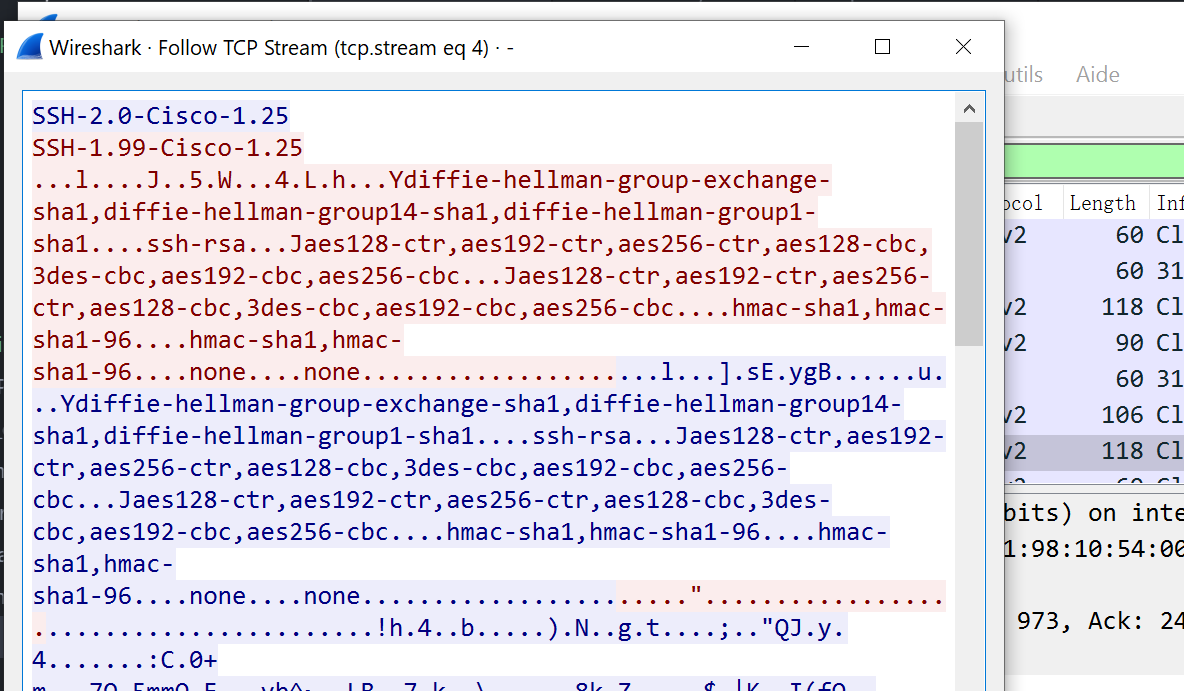 Wireshark · Follow TCP Stream (tcp.stream eq 4) · -
utils Aide
SSH-2.0-Cisco-1.25
SSH-1.99-Cisco-1.25
...l....J..5.W...4.L.h...Ydiffie-hellman-group-exchange-
sha1,diffie-hellman-group14-sha1,diffie-hellman-group1-
sha1....ssh-rsa...Jaes128-ctr,aes192-ctr,aes256-ctr,aes128-cbc,
3des-cbc,aes192-cbc,aes256-cbc...Jaes128-ctr,aes192-ctr,aes256-
ctr,aes128-cbc,3des-cbc,aes192-cbc,aes256-cbc....hmac-sha1,hmac-
sha1-96....hmac-sha1,hmac-
sha1-96....none....none......................l...].sE.ygB......u.
..Ydiffie-hellman-group-exchange-sha1,diffie-hellman-group14-
sha1,diffie-hellman-group1-sha1....ssh-rsa...Jaes128-ctr,aes192-
ctr,aes256-ctr,aes128-cbc,3des-cbc,aes192-cbc,aes256-
cbc...Jaes128-ctr,aes192-ctr,aes256-ctr,aes128-cbc,3des-
cbc,aes192-cbc,aes256-cbc....hmac-sha1,hmac-sha1-96....hmac-
sha1,hmac-
sha1-96....none....none.......................".................
........................!h.4..b.....).N..g.t....;.."QJ.y.
4.......:C.0+
ocol Length Inf
v2 60 Cl
60 31
v2 118 Cl
v2 90 Cl
60 31
v2 106 Cl
v2 118 Cl
bits) on inte
1:98:10:54:00
973, Ack: 24